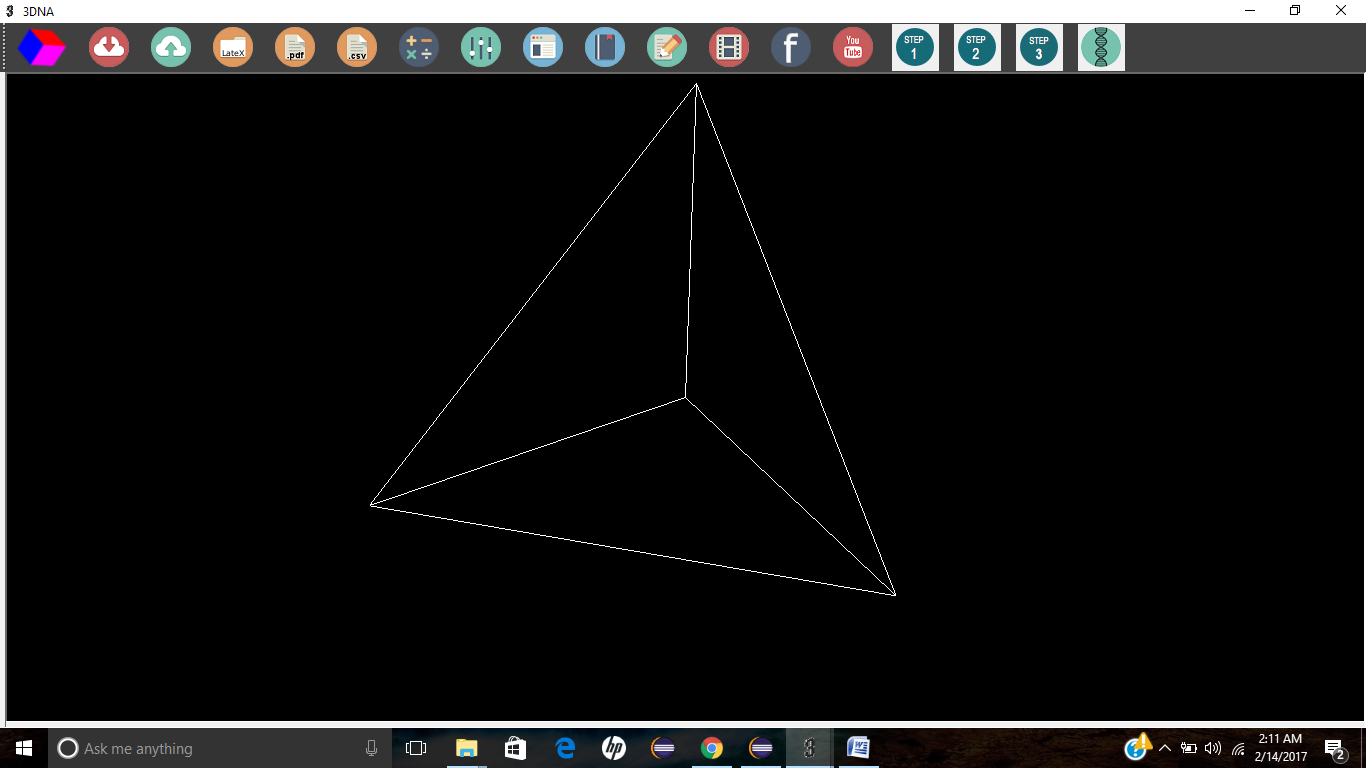 3DNA
LateX
.pdf
.csv
f
You
Tube
STEP
1
STEP
2
STEP
3
Ask me anything
hp
W
2:11 AM
2/14/2017
2